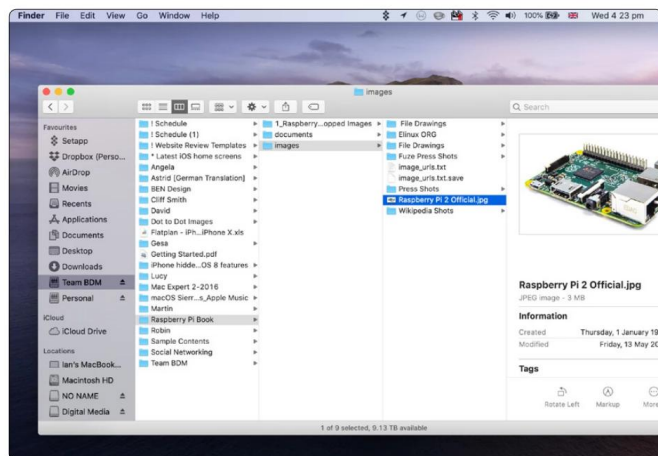 Finder File Edit View Go Window Help 100% Wed 4 23 pm
images
Search
Favourites
Setapp
Dropbox (Perso...
AirDrop
Movies
Recents
Applications
Documents
Desktop
Downloads
Team BDM
Personal
iCloud
iCloud Drive
Locations
Ian's MacBook...
Macintosh HD
NO NAME
Digital Media
! Schedule
! Schedule (1)
! Website Review Templates
* Latest iOS home screens
Angela
Astrid [German Translation]
BEN Design
Cliff Smith
David
Dot to Dot Images
Flatplan - iPh...iPhone X.xls
Gesa
Getting Started.pdf
iPhone hidde...OS 8 features
Lucy
Mac Expert 2-2016
macOS Sierr...s_Apple Music
Martin
Raspberry Pi Book
Robin
Sample Contents
Social Networking
Team BDM
1_Raspberry...opped Images
documents
images
File Drawings
Elinux ORG
File Drawings
Fuze Press Shots
image_urls.txt
image_urls.txt.save
Press Shots
Raspberry Pi 2 Official.jpg
Wikipedia Shots
Raspberry Pi 2 Official.jpg
JPEG image - 3 MB
Information
Created Thursday, 1 January 19
Modified Friday, 13 May 20
Tags
Rotate Left Markup More
1 of 9 selected, 9.13 TB available